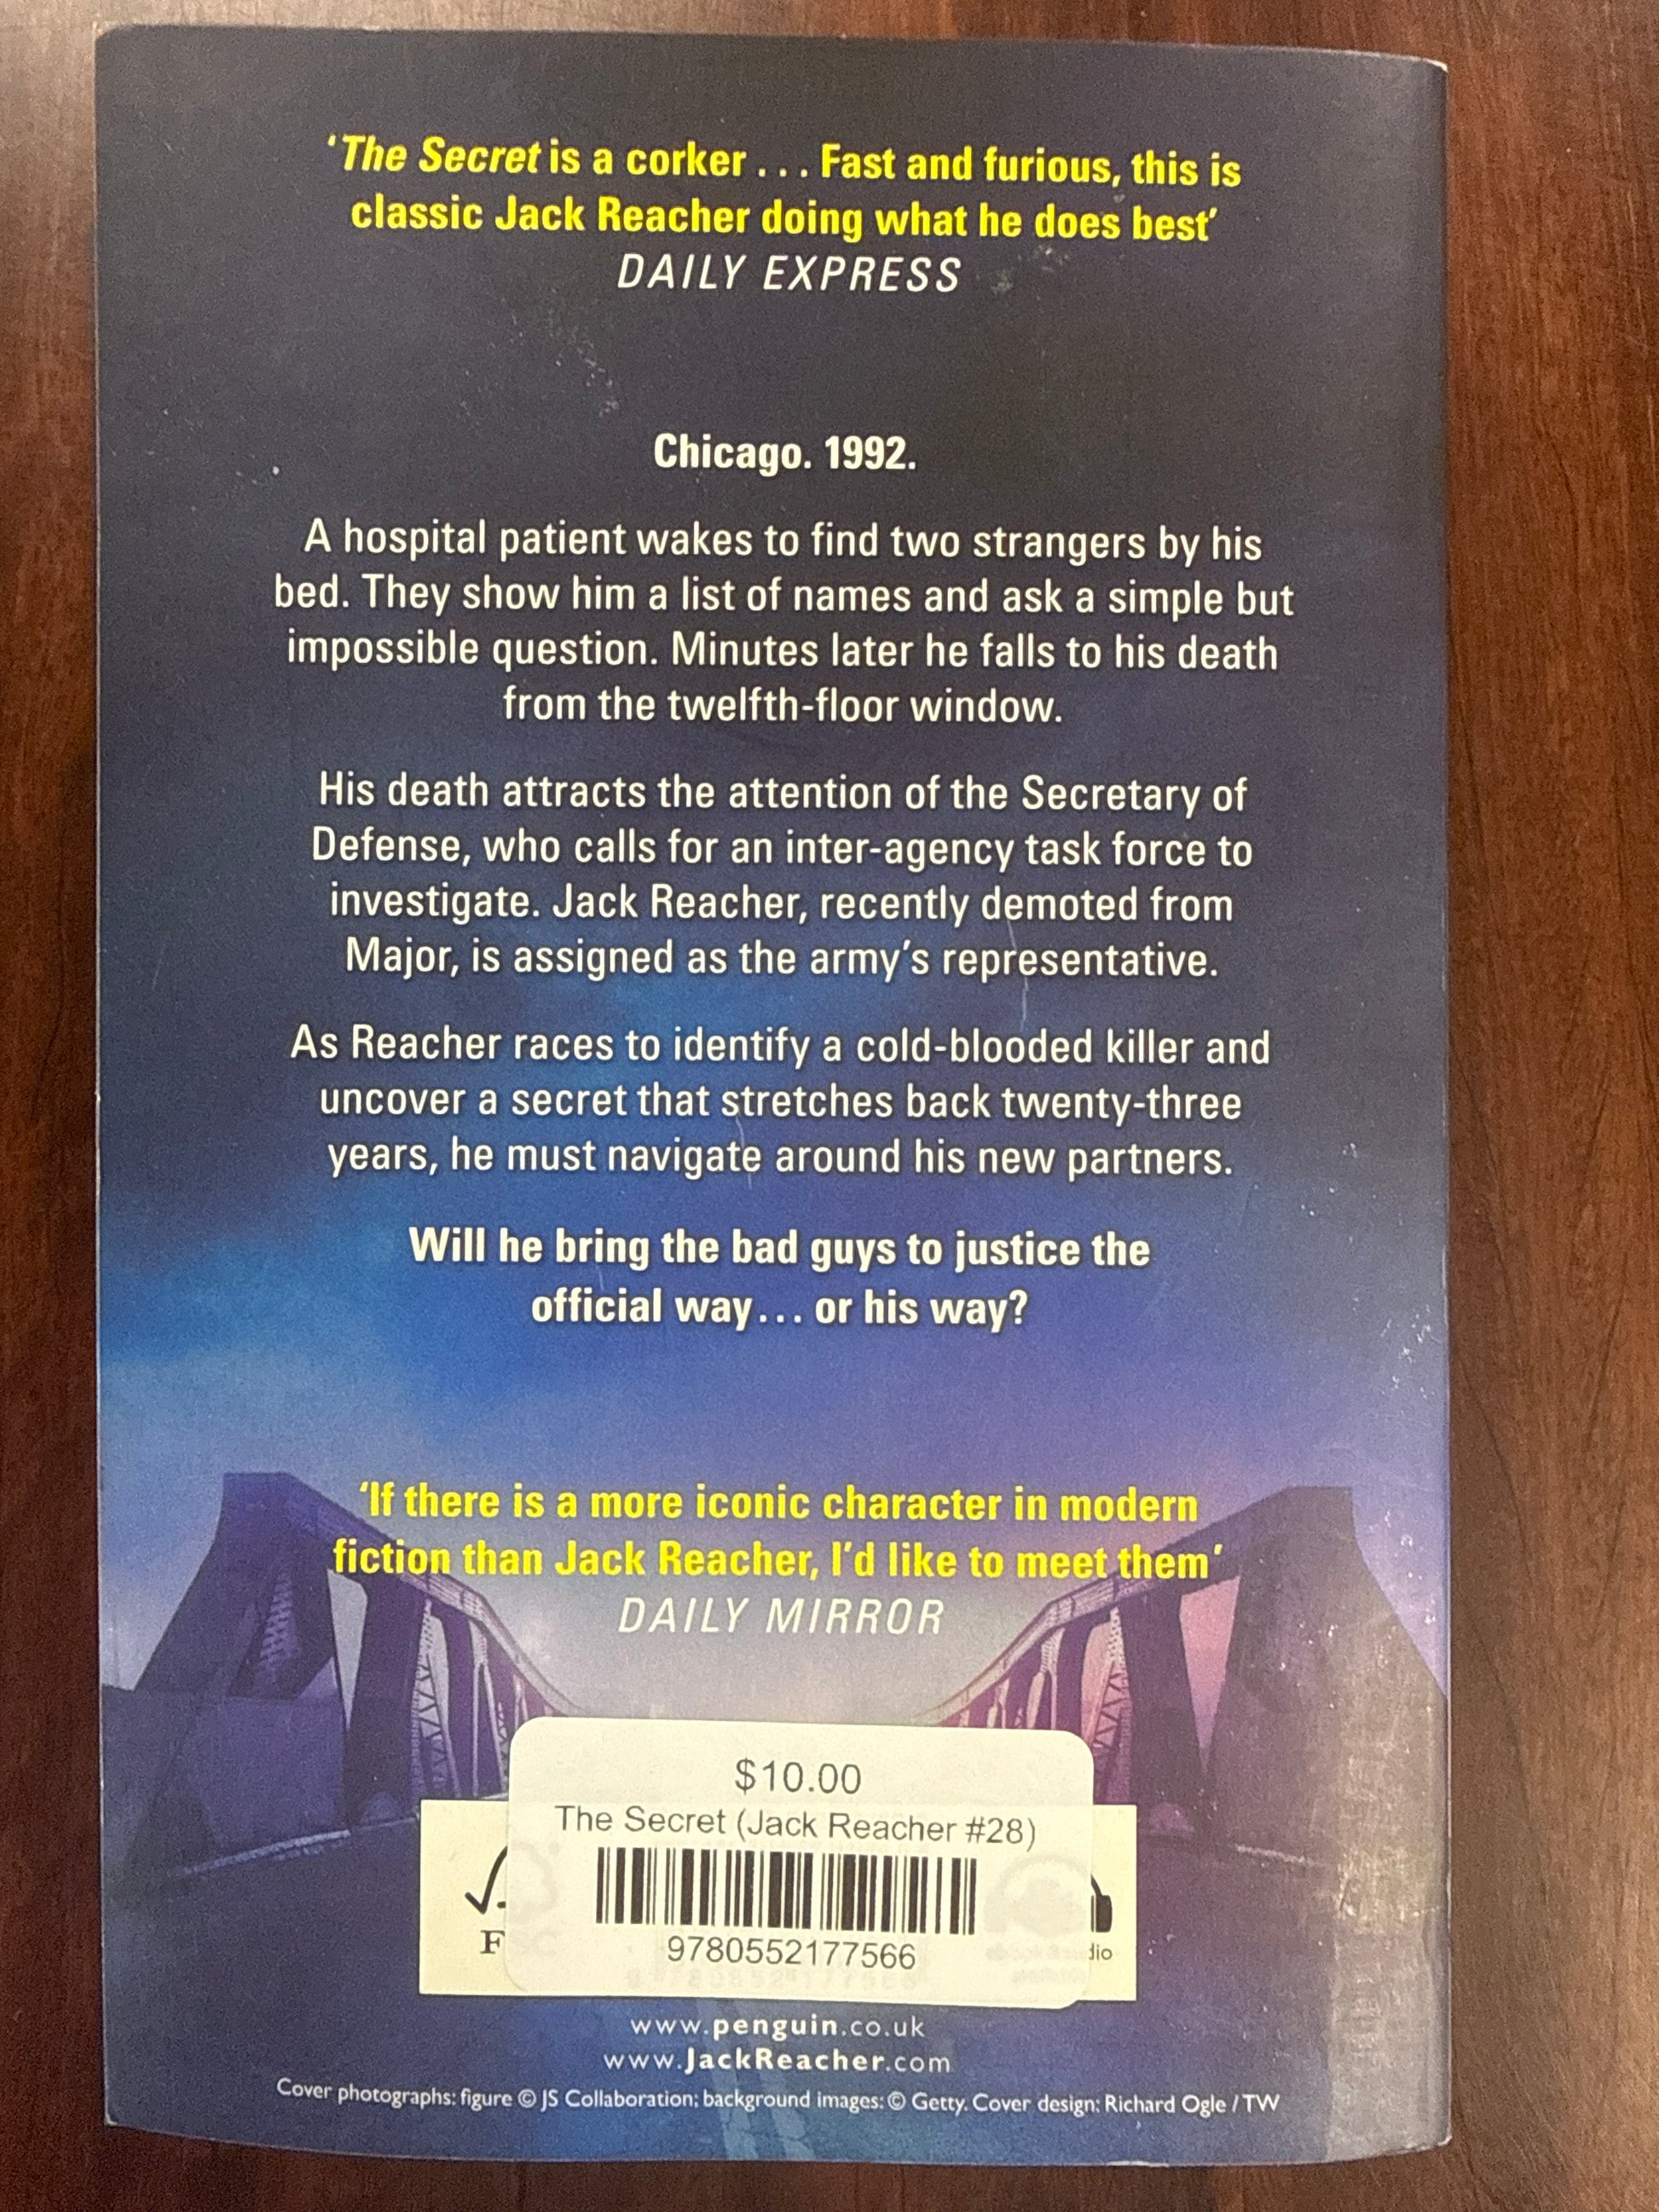 ‘The Secret is a corker . . . Fast and furious, this is
classic Jack Reacher doing what he does best’
DAILY EXPRESS
Chicago. 1992.
A hospital patient wakes to find two strangers by his
bed. They show him a list of names and ask a simple but
impossible question. Minutes later he falls to his death
from the twelfth-floor window.
His death attracts the attention of the Secretary of
Defense, who calls for an inter-agency task force to
investigate. Jack Reacher, recently demoted from
Major, is assigned as the army’s representative.
As Reacher races to identify a cold-blooded killer and
uncover a secret that stretches back twenty-three
years, he must navigate around his new partners.
Will he bring the bad guys to justice the
official way... or his way?
‘If there is a more iconic character in modern
fiction than Jack Reacher, I’d like to meet them’
DAILY MIRROR
$10.00
The Secret (Jack Reacher #28)
9780552177566
www.penguin.co.uk
www.JackReacher.com
Cover photographs: figure © JS Collaboration; background images: © Getty. Cover design: Richard Ogle / TW